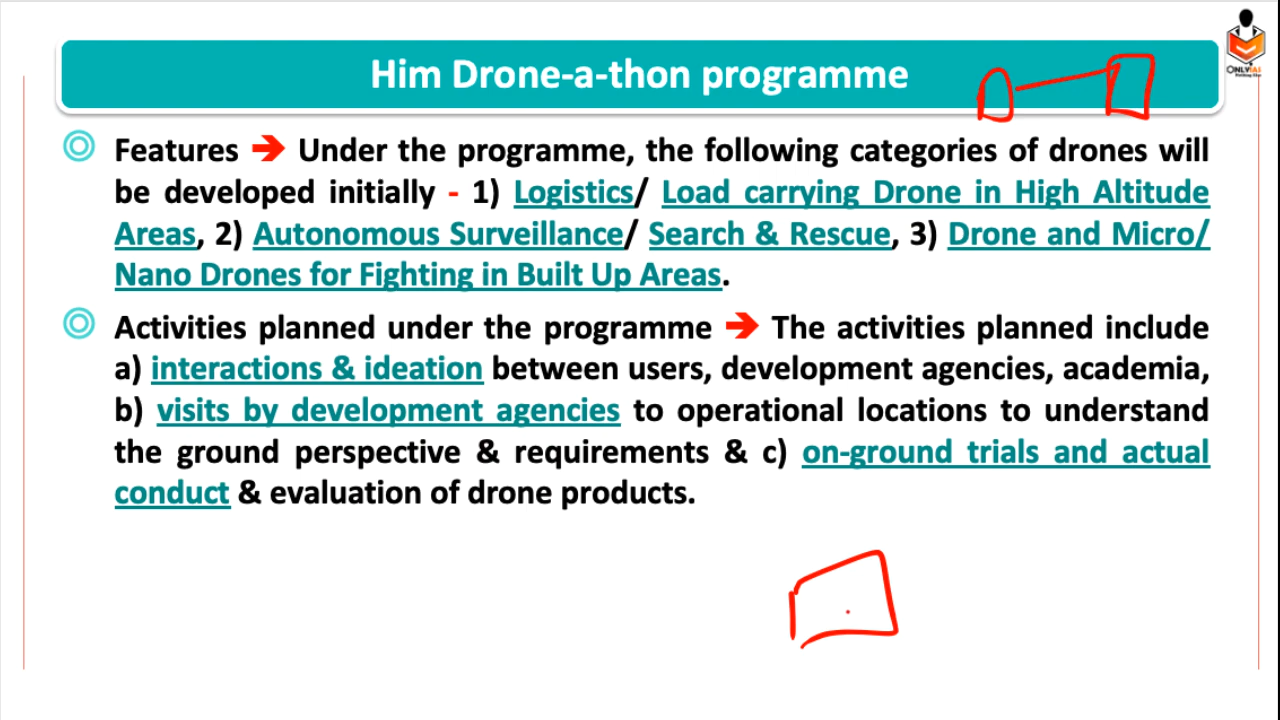 Him Drone-a-thon programme
ONLYIAS
Features ➔ Under the programme, the following categories of drones will
be developed initially - 1) Logistics/ Load carrying Drone in High Altitude
Areas, 2) Autonomous Surveillance/ Search & Rescue, 3) Drone and Micro/
Nano Drones for Fighting in Built Up Areas.
Activities planned under the programme ➔ The activities planned include
a) interactions & ideation between users, development agencies, academia,
b) visits by development agencies to operational locations to understand
the ground perspective & requirements & c) on-ground trials and actual
conduct & evaluation of drone products.